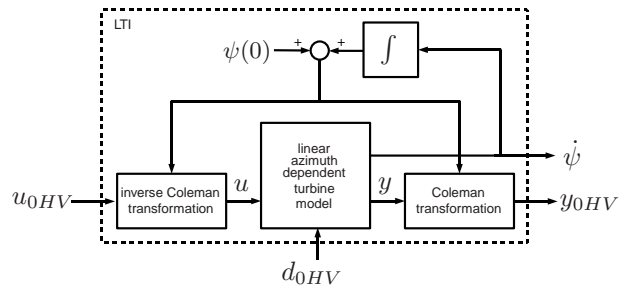 LTI
ψ(0)
+
+
∫
linear
azimuth
dependent
turbine
model
ψ̇
u₀HV
inverse Coleman
transformation
u
y
Coleman
transformation
y₀HV
d₀HV